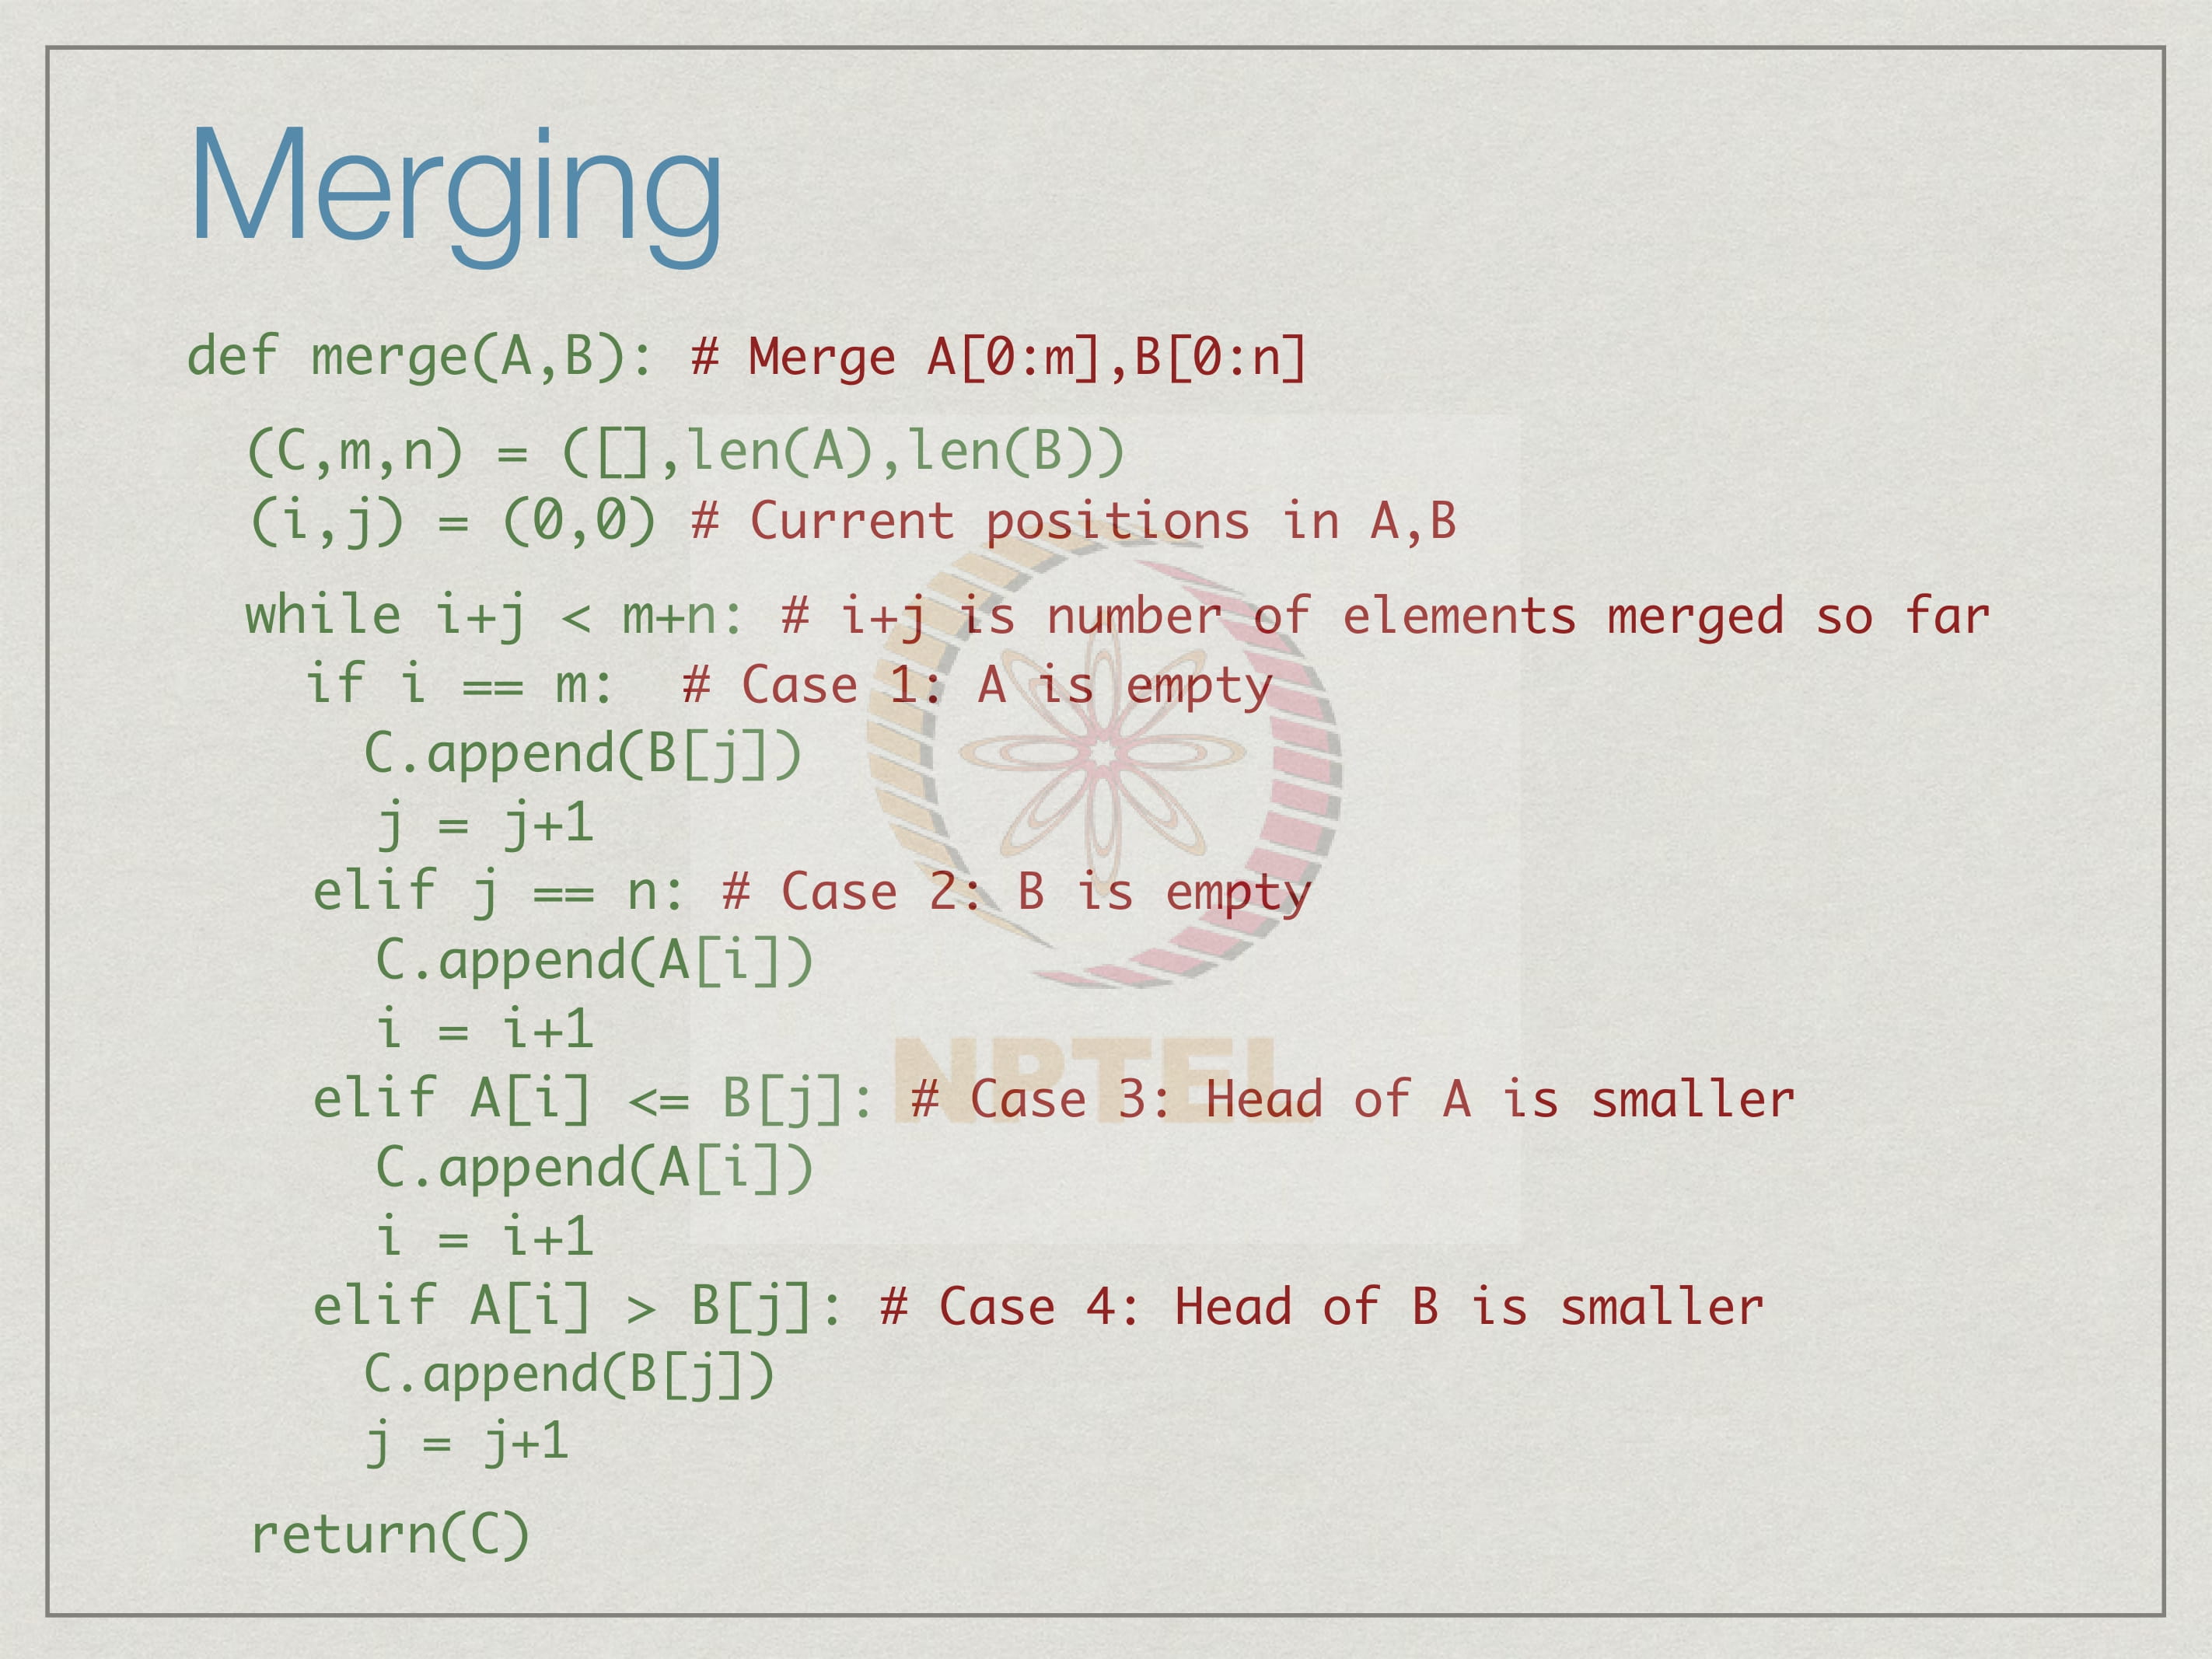 Merging
def merge(A,B): # Merge A[0:m],B[0:n]
(C,m,n) = ([],len(A),len(B))
(i,j) = (0,0) # Current positions in A,B
while i+j < m+n: # i+j is number of elements merged so far
if i == m:  # Case 1: A is empty
C.append(B[j])
j = j+1
elif j == n: # Case 2: B is empty
C.append(A[i])
i = i+1
elif A[i] <= B[j]: # Case 3: Head of A is smaller
C.append(A[i])
i = i+1
elif A[i] > B[j]: # Case 4: Head of B is smaller
C.append(B[j])
j = j+1
return(C)
NPTEL